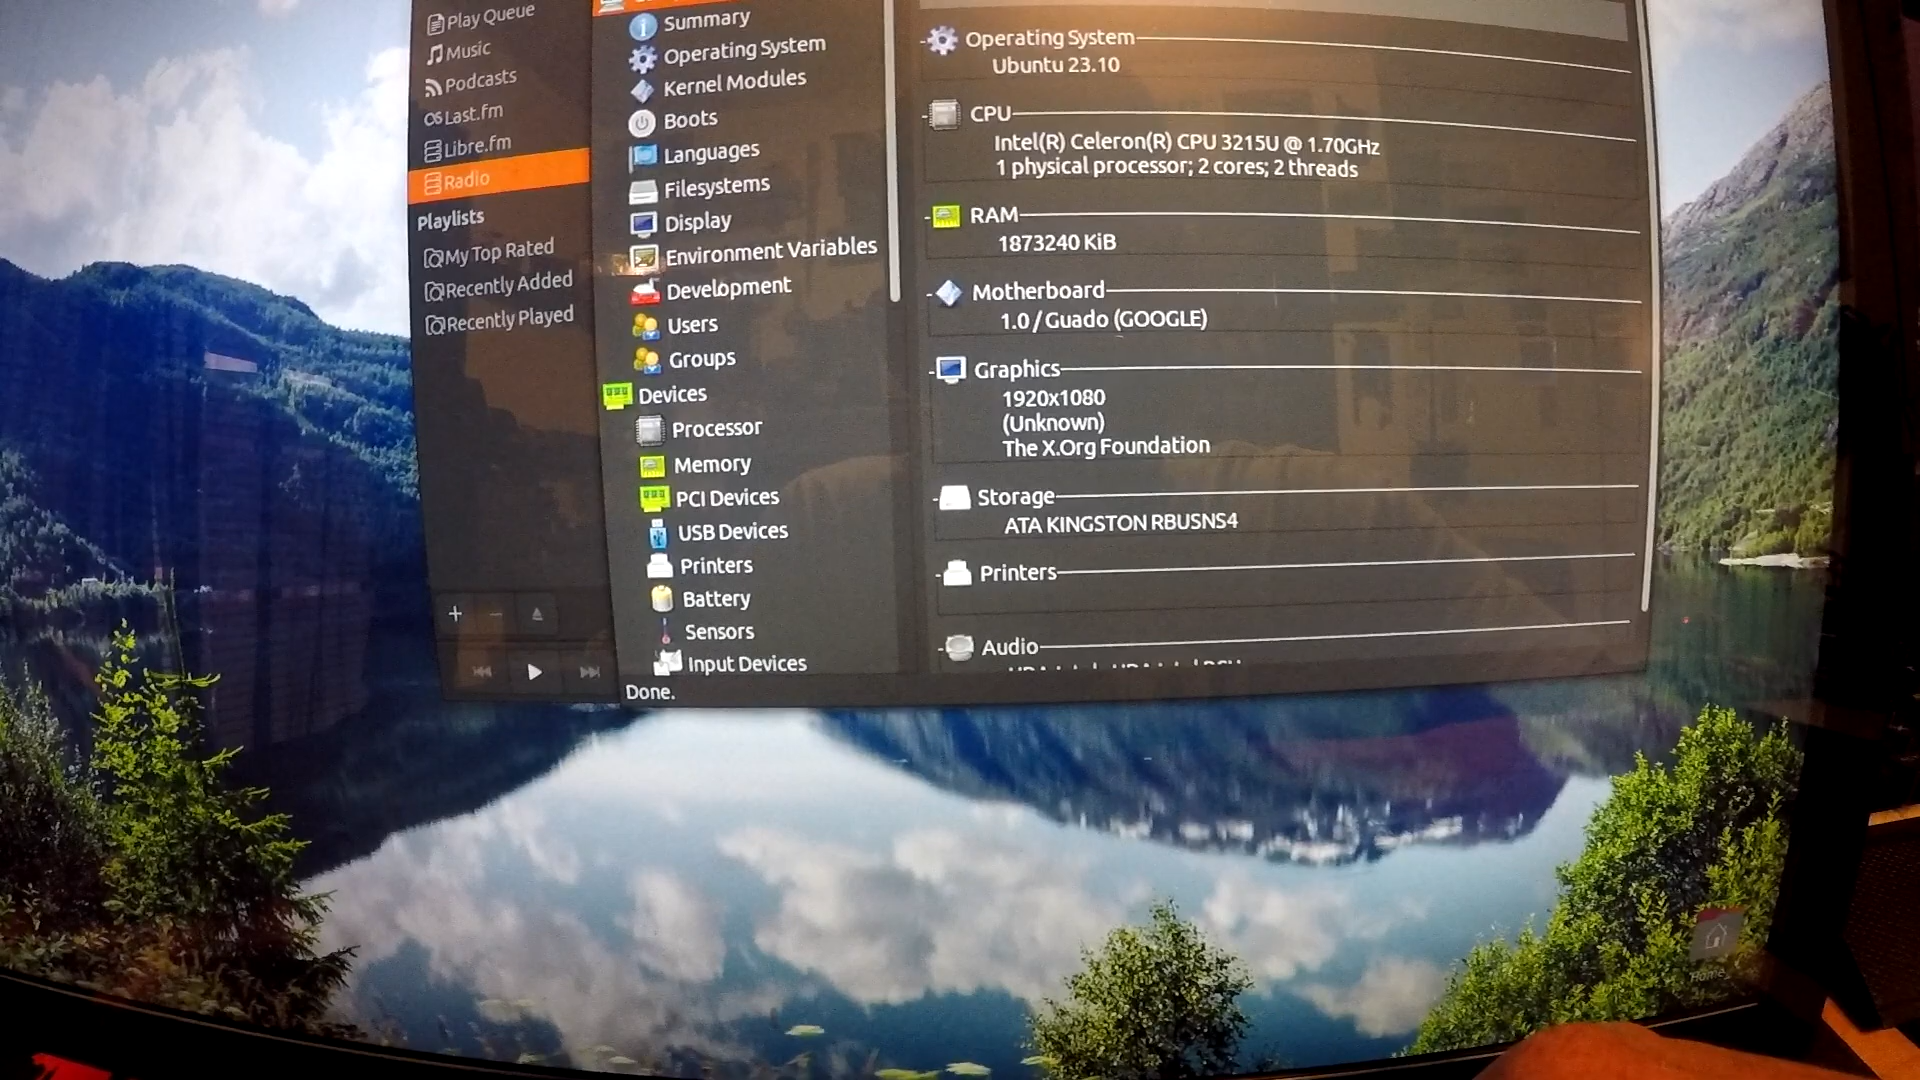 Play Queue
Music
Podcasts
Last.fm
Libre.fm
Radio
Playlists
My Top Rated
Recently Added
Recently Played
Summary
Operating System
Kernel Modules
Boots
Languages
Filesystems
Display
Environment Variables
Development
Users
Groups
Devices
Processor
Memory
PCI Devices
USB Devices
Printers
Battery
Sensors
Input Devices
Done.
Operating System
Ubuntu 23.10
CPU
Intel(R) Celeron(R) CPU 3215U @ 1.70GHz
1 physical processor; 2 cores; 2 threads
RAM
1873240 KiB
Motherboard
1.0 / Guado (GOOGLE)
Graphics
1920x1080
(Unknown)
The X.Org Foundation
Storage
ATA KINGSTON RBUSNS4
Printers
Audio
Home